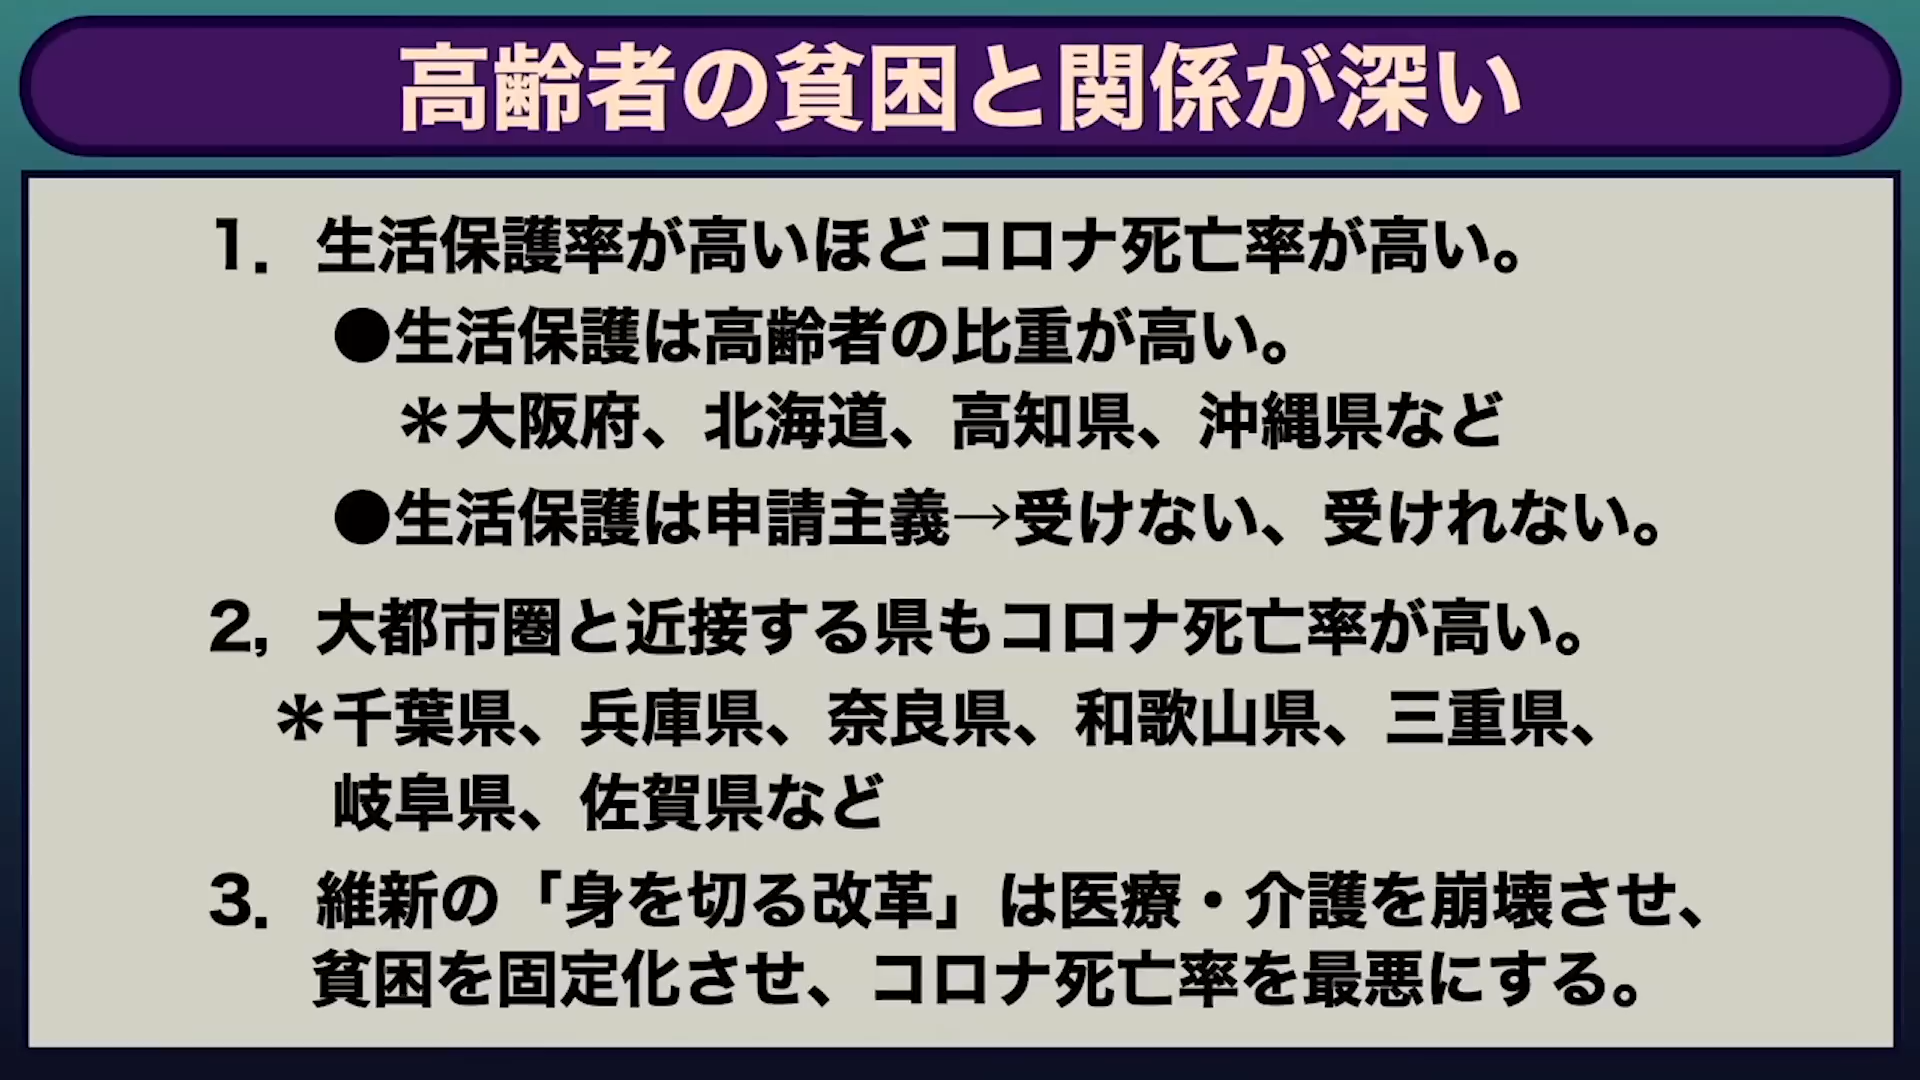 高齢者の貧困と関係が深い
1．生活保護率が高いほどコロナ死亡率が高い。
●生活保護は高齢者の比重が高い。
＊大阪府、北海道、高知県、沖縄県など
●生活保護は申請主義→受けない、受けれない。
2，大都市圏と近接する県もコロナ死亡率が高い。
＊千葉県、兵庫県、奈良県、和歌山県、三重県、
岐阜県、佐賀県など
3．維新の「身を切る改革」は医療・介護を崩壊させ、
貧困を固定化させ、コロナ死亡率を最悪にする。